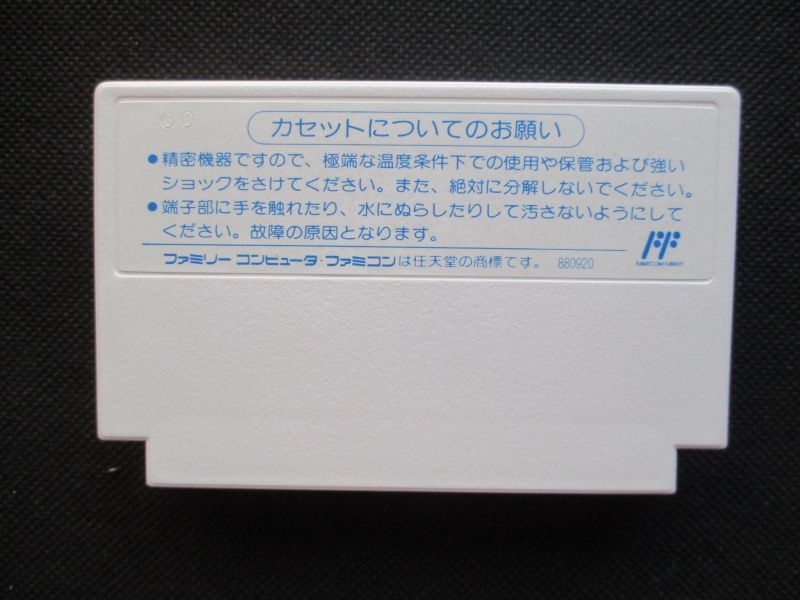 00
カセットについてのお願い
●精密機器ですので、極端な温度条件下での使用や保管および強い
ショックをさけてください。また、絶対に分解しないでください。
●端子部に手を触れたり、水にぬらしたりして汚さないようにして
ください。故障の原因となります。
FF
ファミリー コンピュータ・ファミコンは任天堂の商標です。 880920
FAMICOM FAMILY